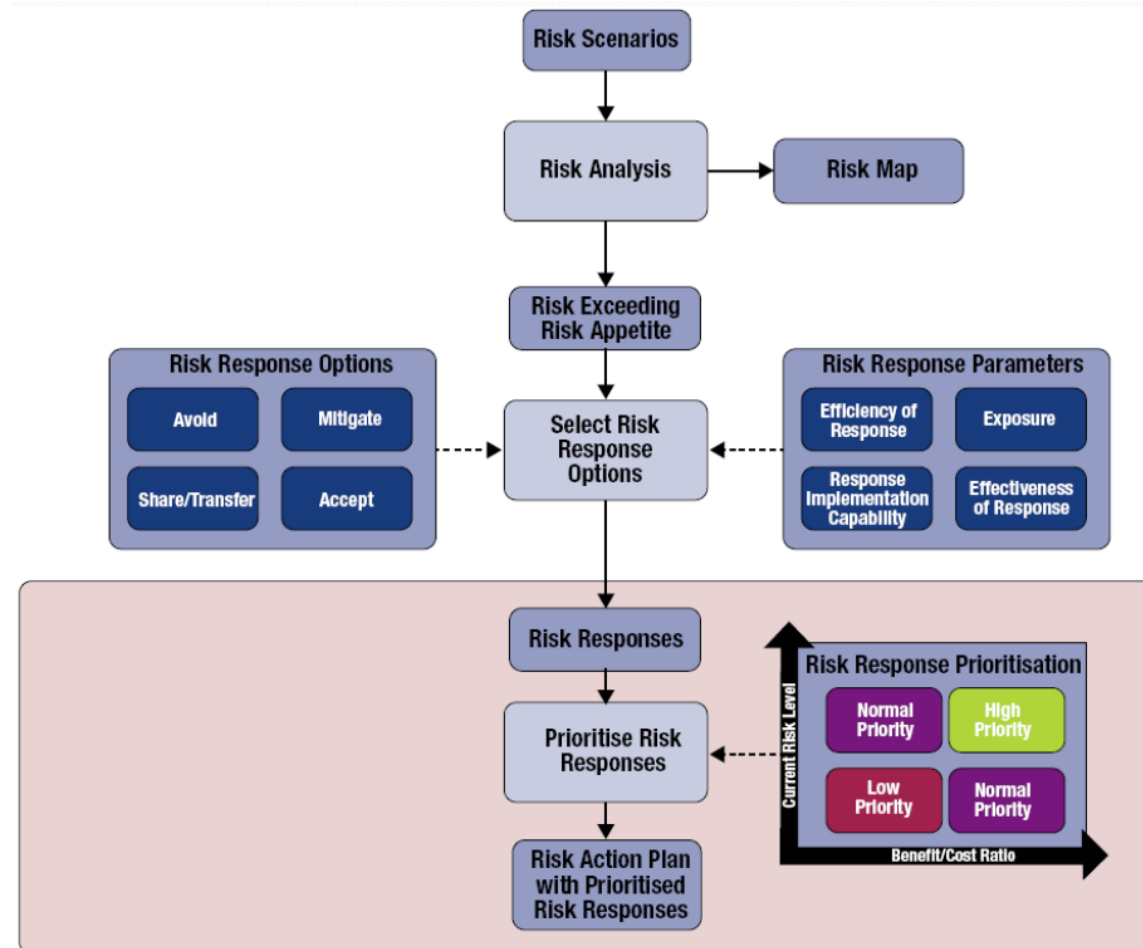 Risk Scenarios
Risk Analysis
Risk Map
Risk Exceeding
Risk Appetite
Risk Response Options
Avoid
Mitigate
Share/Transfer
Accept
Select Risk
Response
Options
Risk Response Parameters
Efficiency of
Response
Exposure
Response
Implementation
Capability
Effectiveness
of Response
Risk Responses
Prioritise Risk
Responses
Risk Action Plan
with Prioritised
Risk Responses
Current Risk Level
Risk Response Prioritisation
Normal
Priority
High
Priority
Low
Priority
Normal
Priority
Benefit/Cost Ratio